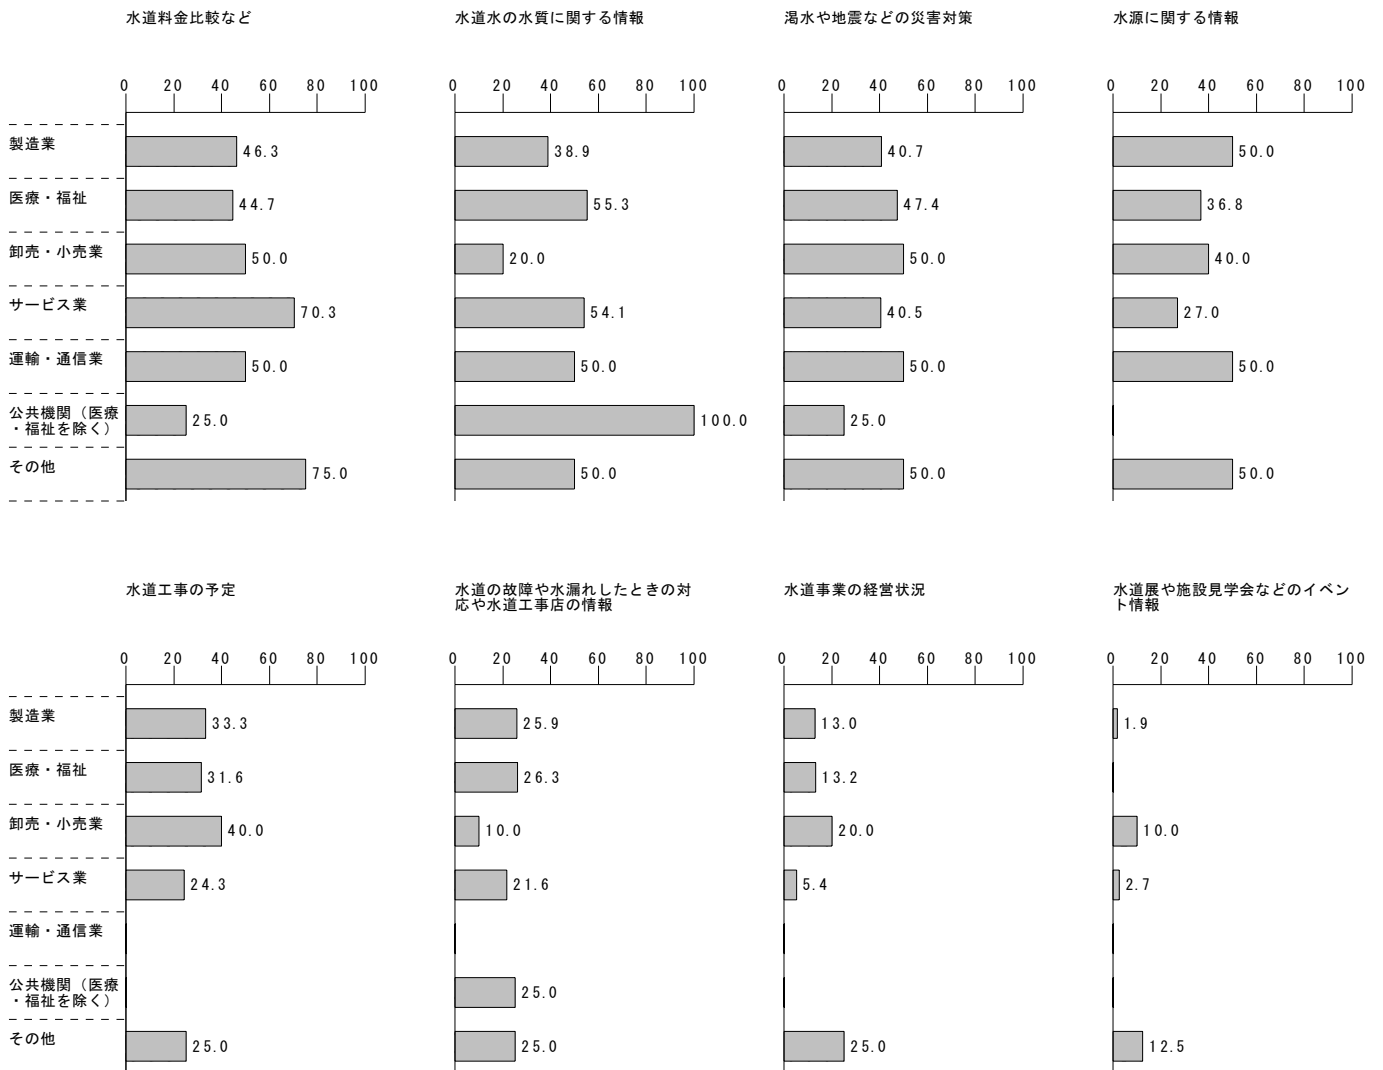 水道料金比較など
水道水の水質に関する情報
渇水や地震などの災害対策
水源に関する情報
0 20 40 60 80 100
0 20 40 60 80 100
0 20 40 60 80 100
0 20 40 60 80 100
製造業
46.3
38.9
40.7
50.0
医療・福祉
44.7
55.3
47.4
36.8
卸売・小売業
50.0
20.0
50.0
40.0
サービス業
70.3
54.1
40.5
27.0
運輸・通信業
50.0
50.0
50.0
50.0
公共機関（医療
・福祉を除く）
25.0
100.0
25.0
その他
75.0
50.0
50.0
50.0
水道工事の予定
水道の故障や水漏れしたときの対
応や水道工事店の情報
水道事業の経営状況
水道展や施設見学会などのイベン
ト情報
0 20 40 60 80 100
0 20 40 60 80 100
0 20 40 60 80 100
0 20 40 60 80 100
製造業
33.3
25.9
13.0
1.9
医療・福祉
31.6
26.3
13.2
卸売・小売業
40.0
10.0
20.0
10.0
サービス業
24.3
21.6
5.4
2.7
運輸・通信業
公共機関（医療
・福祉を除く）
25.0
その他
25.0
25.0
25.0
12.5